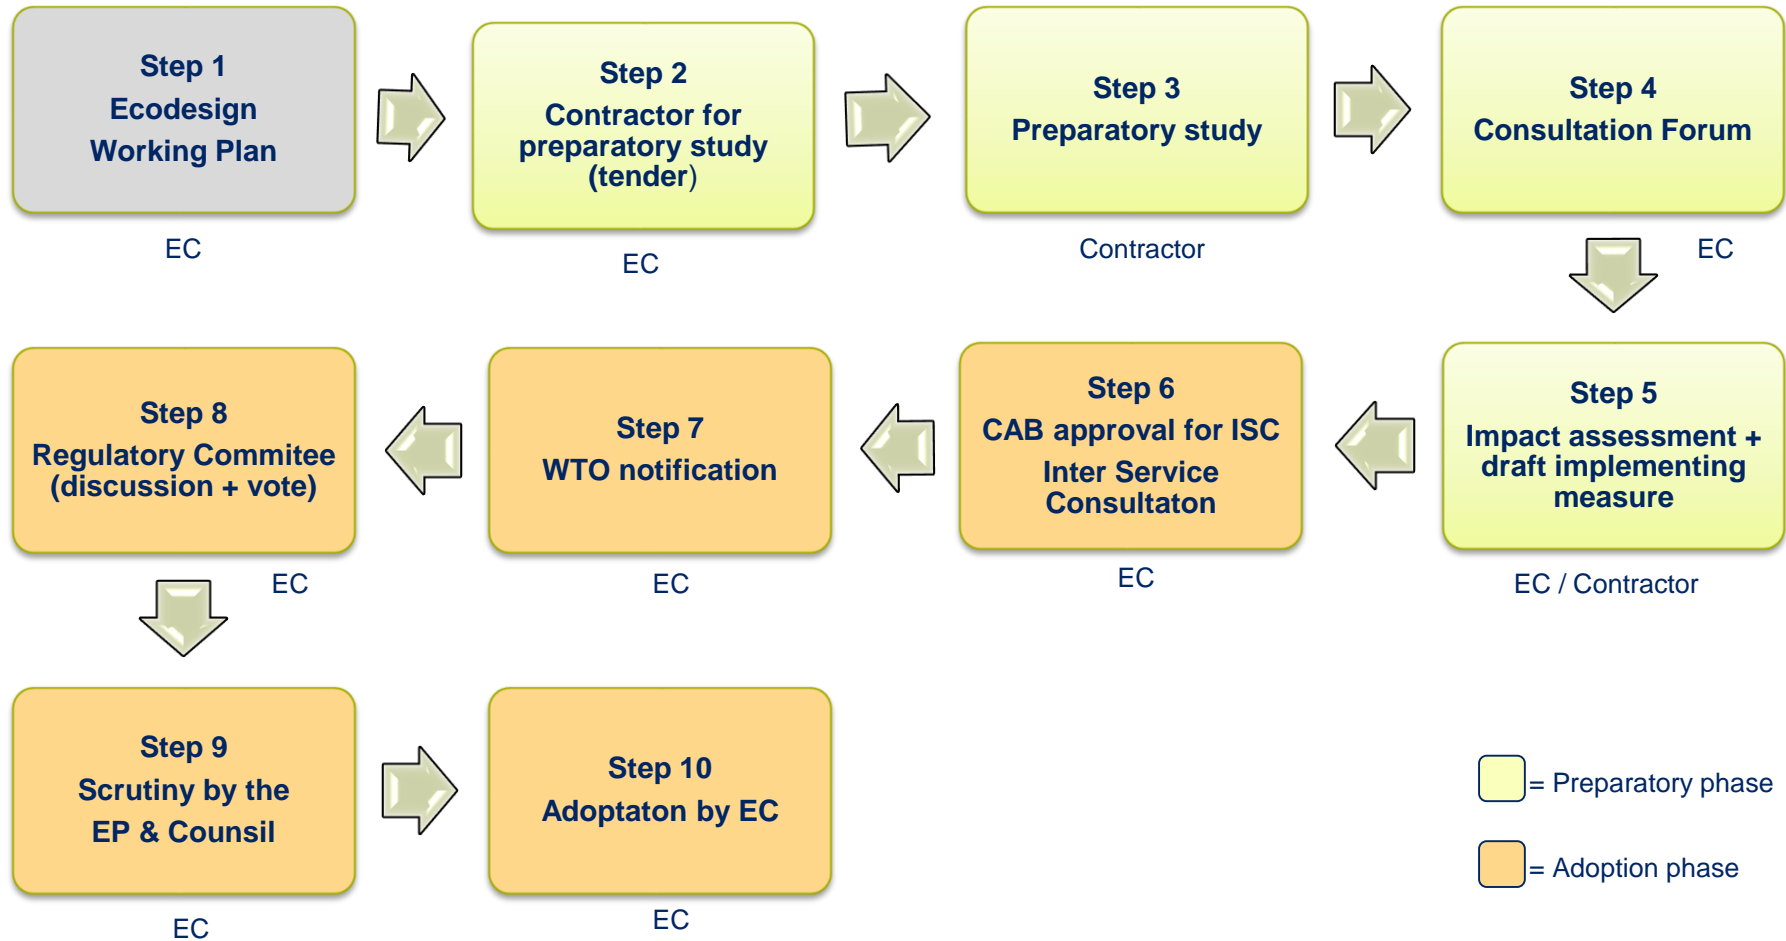 Step 1
Ecodesign
Working Plan
EC
Step 2
Contractor for
preparatory study
(tender)
EC
Step 3
Preparatory study
Contractor
Step 4
Consultation Forum
EC
Step 5
Impact assessment +
draft implementing
measure
EC / Contractor
Step 6
CAB approval for ISC
Inter Service
Consultaton
EC
Step 7
WTO notification
EC
Step 8
Regulatory Commitee
(discussion + vote)
EC
Step 9
Scrutiny by the
EP & Counsil
EC
Step 10
Adoptaton by EC
EC
= Preparatory phase
= Adoption phase